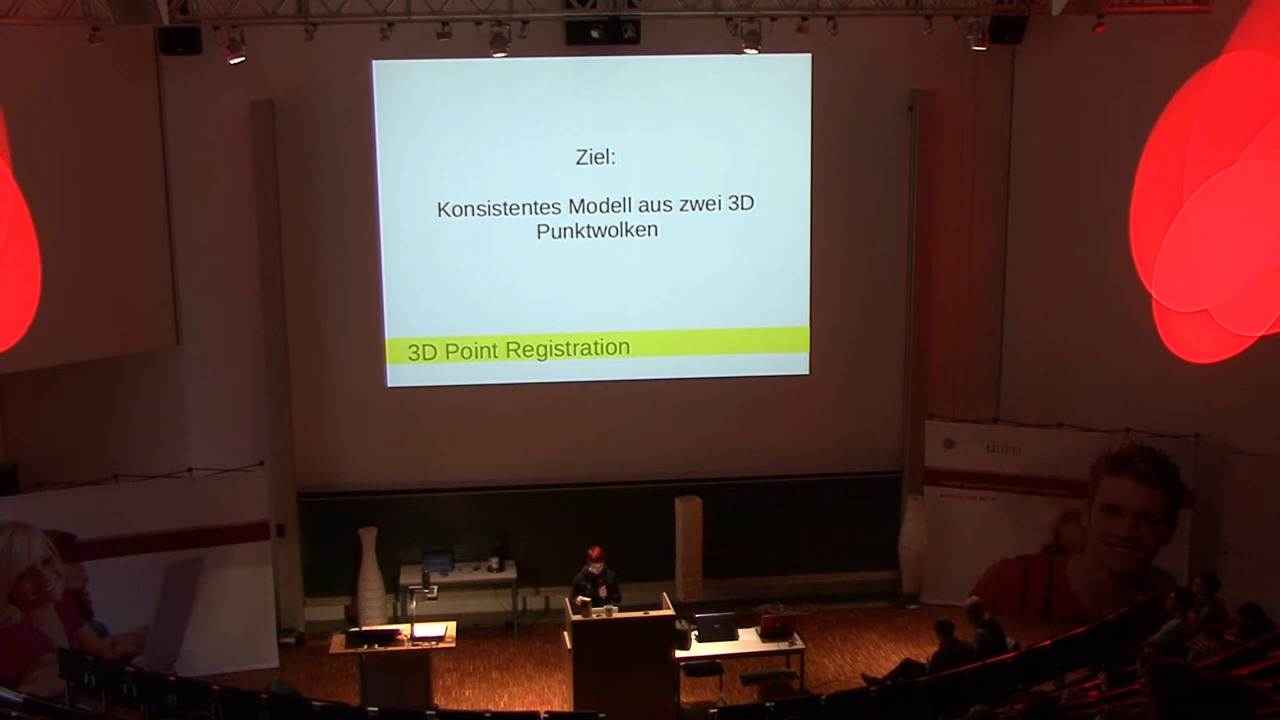 Ziel:
Konsistentes Modell aus zwei 3D
Punktwolken
3D Point Registration